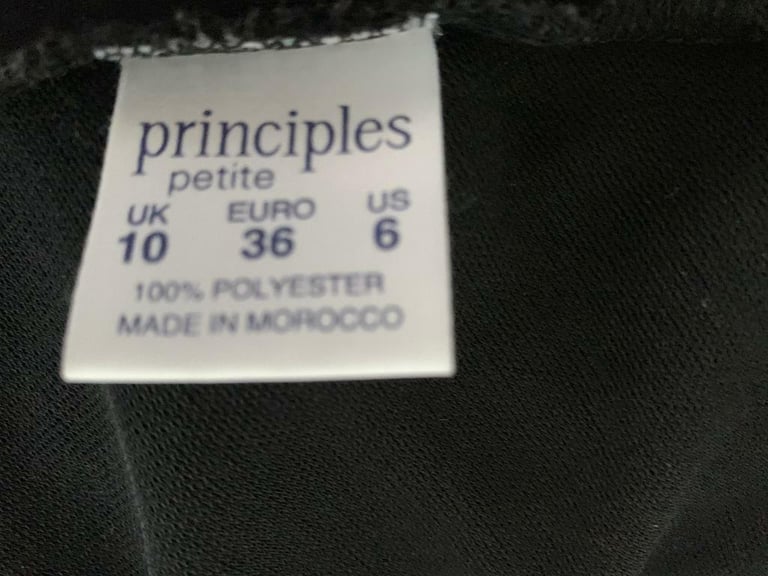 principles
petite
UK EURO US
10 36 6
100% POLYESTER
MADE IN MOROCCO